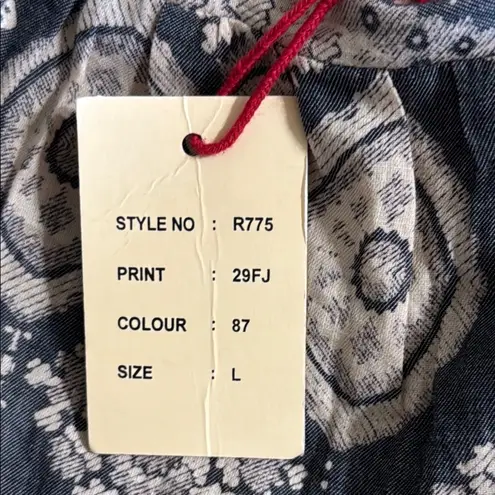 STYLE NO : R775
PRINT : 29FJ
COLOUR : 87
SIZE : L